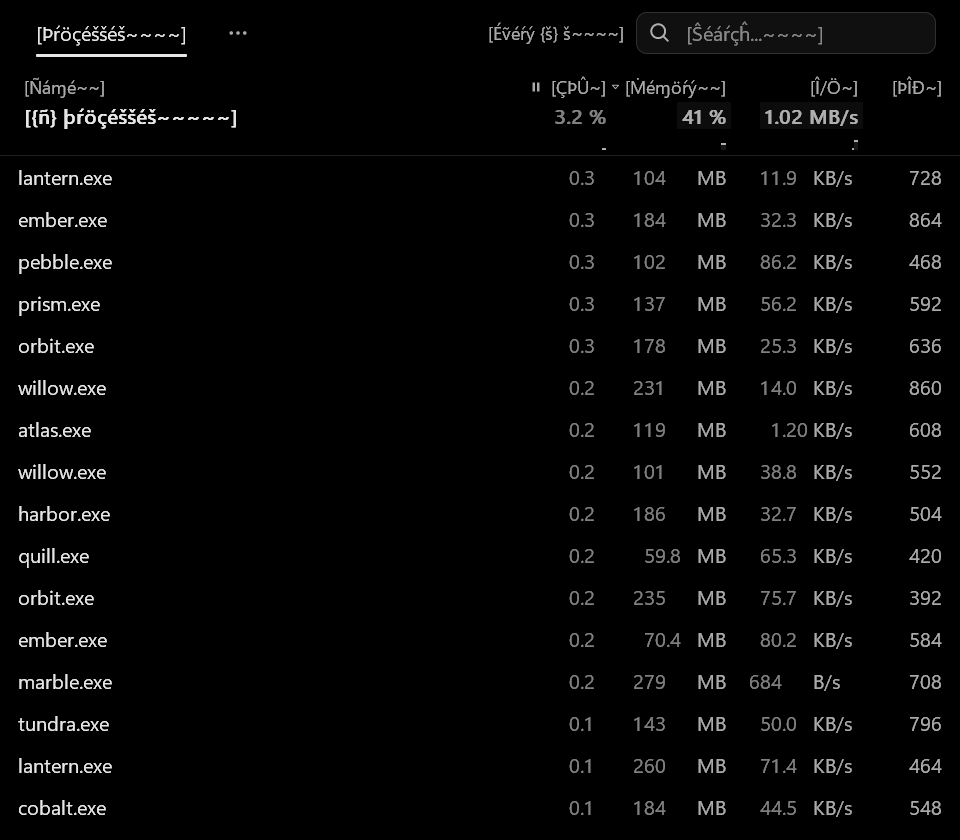 [Þŕöçéššéš~~~~] ··· [Éṽéŕý {š} š~~~~] [Ŝéáŕçĥ...~~~~]
[Ñáɱé~~] [ÇÞÛ~] [Ṁéɱöŕý~~] [Î/Ö~] [ÞÎÐ~]
[{ñ} þŕöçéššéš~~~~~] 3.2 % 41 % 1.02 MB/s
lantern.exe 0.3 104 MB 11.9 KB/s 728
ember.exe 0.3 184 MB 32.3 KB/s 864
pebble.exe 0.3 102 MB 86.2 KB/s 468
prism.exe 0.3 137 MB 56.2 KB/s 592
orbit.exe 0.3 178 MB 25.3 KB/s 636
willow.exe 0.2 231 MB 14.0 KB/s 860
atlas.exe 0.2 119 MB 1.20 KB/s 608
willow.exe 0.2 101 MB 38.8 KB/s 552
harbor.exe 0.2 186 MB 32.7 KB/s 504
quill.exe 0.2 59.8 MB 65.3 KB/s 420
orbit.exe 0.2 235 MB 75.7 KB/s 392
ember.exe 0.2 70.4 MB 80.2 KB/s 584
marble.exe 0.2 279 MB 684 B/s 708
tundra.exe 0.1 143 MB 50.0 KB/s 796
lantern.exe 0.1 260 MB 71.4 KB/s 464
cobalt.exe 0.1 184 MB 44.5 KB/s 548